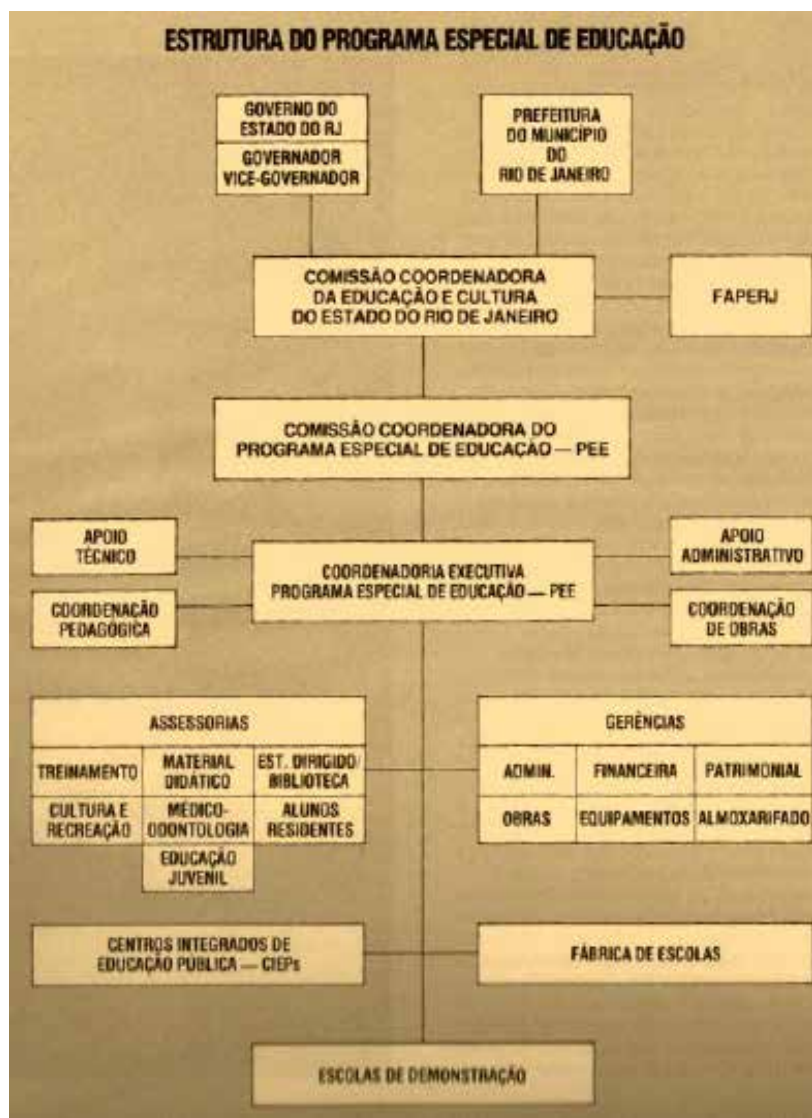 ESTRUTURA DO PROGRAMA ESPECIAL DE EDUCAÇÃO
GOVERNO DO
ESTADO DO RJ
GOVERNADOR
VICE-GOVERNADOR
PREFEITURA
DO MUNICÍPIO
DO
RIO DE JANEIRO
COMISSÃO COORDENADORA
DA EDUCAÇÃO E CULTURA
DO ESTADO DO RIO DE JANEIRO
FAPERJ
COMISSÃO COORDENADORA DO
PROGRAMA ESPECIAL DE EDUCAÇÃO — PEE
APOIO
TÉCNICO
COORDENADORIA EXECUTIVA
PROGRAMA ESPECIAL DE EDUCAÇÃO — PEE
APOIO
ADMINISTRATIVO
COORDENAÇÃO
PEDAGÓGICA
COORDENAÇÃO
DE OBRAS
ASSESSORIAS
TREINAMENTO
MATERIAL
DIDÁTICO
EST. DIRIGIDO/
BIBLIOTECA
CULTURA E
RECREAÇÃO
MÉDICO-
ODONTOLOGIA
ALUNOS
RESIDENTES
EDUCAÇÃO
JUVENIL
GERÊNCIAS
ADMIN.
FINANCEIRA
PATRIMONIAL
OBRAS
EQUIPAMENTOS
ALMOXARIFADO
CENTROS INTEGRADOS DE
EDUCAÇÃO PÚBLICA — CIEPs
FÁBRICA DE ESCOLAS
ESCOLAS DE DEMONSTRAÇÃO